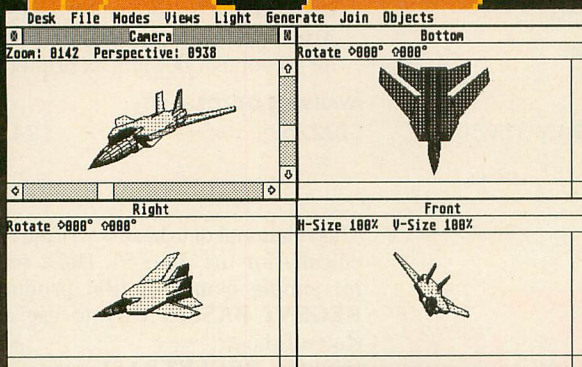 Desk File Modes Views Light Generate Join Objects
Camera
Zoom: 0142 Perspective: 0938
Bottom
Rotate 000° 000°
Right
Rotate 000° 000°
Front
H-Size 100% V-Size 100%